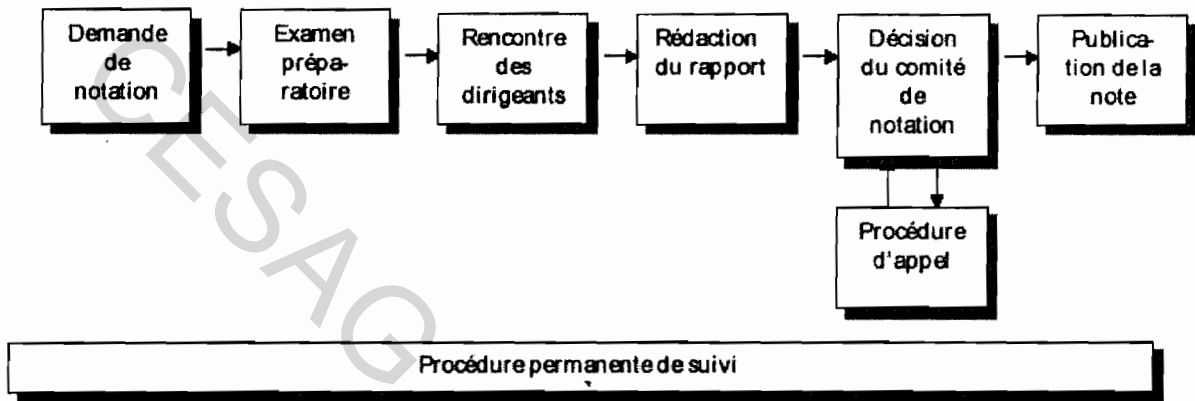 Demande
de
notation
Examen
prépa-
ratoire
Rencontre
des
dirigeants
Rédaction
du rapport
Décision
du comité
de
notation
Publica-
tion de la
note
Procédure
d'appel
Procédure permanente de suivi
CESAG